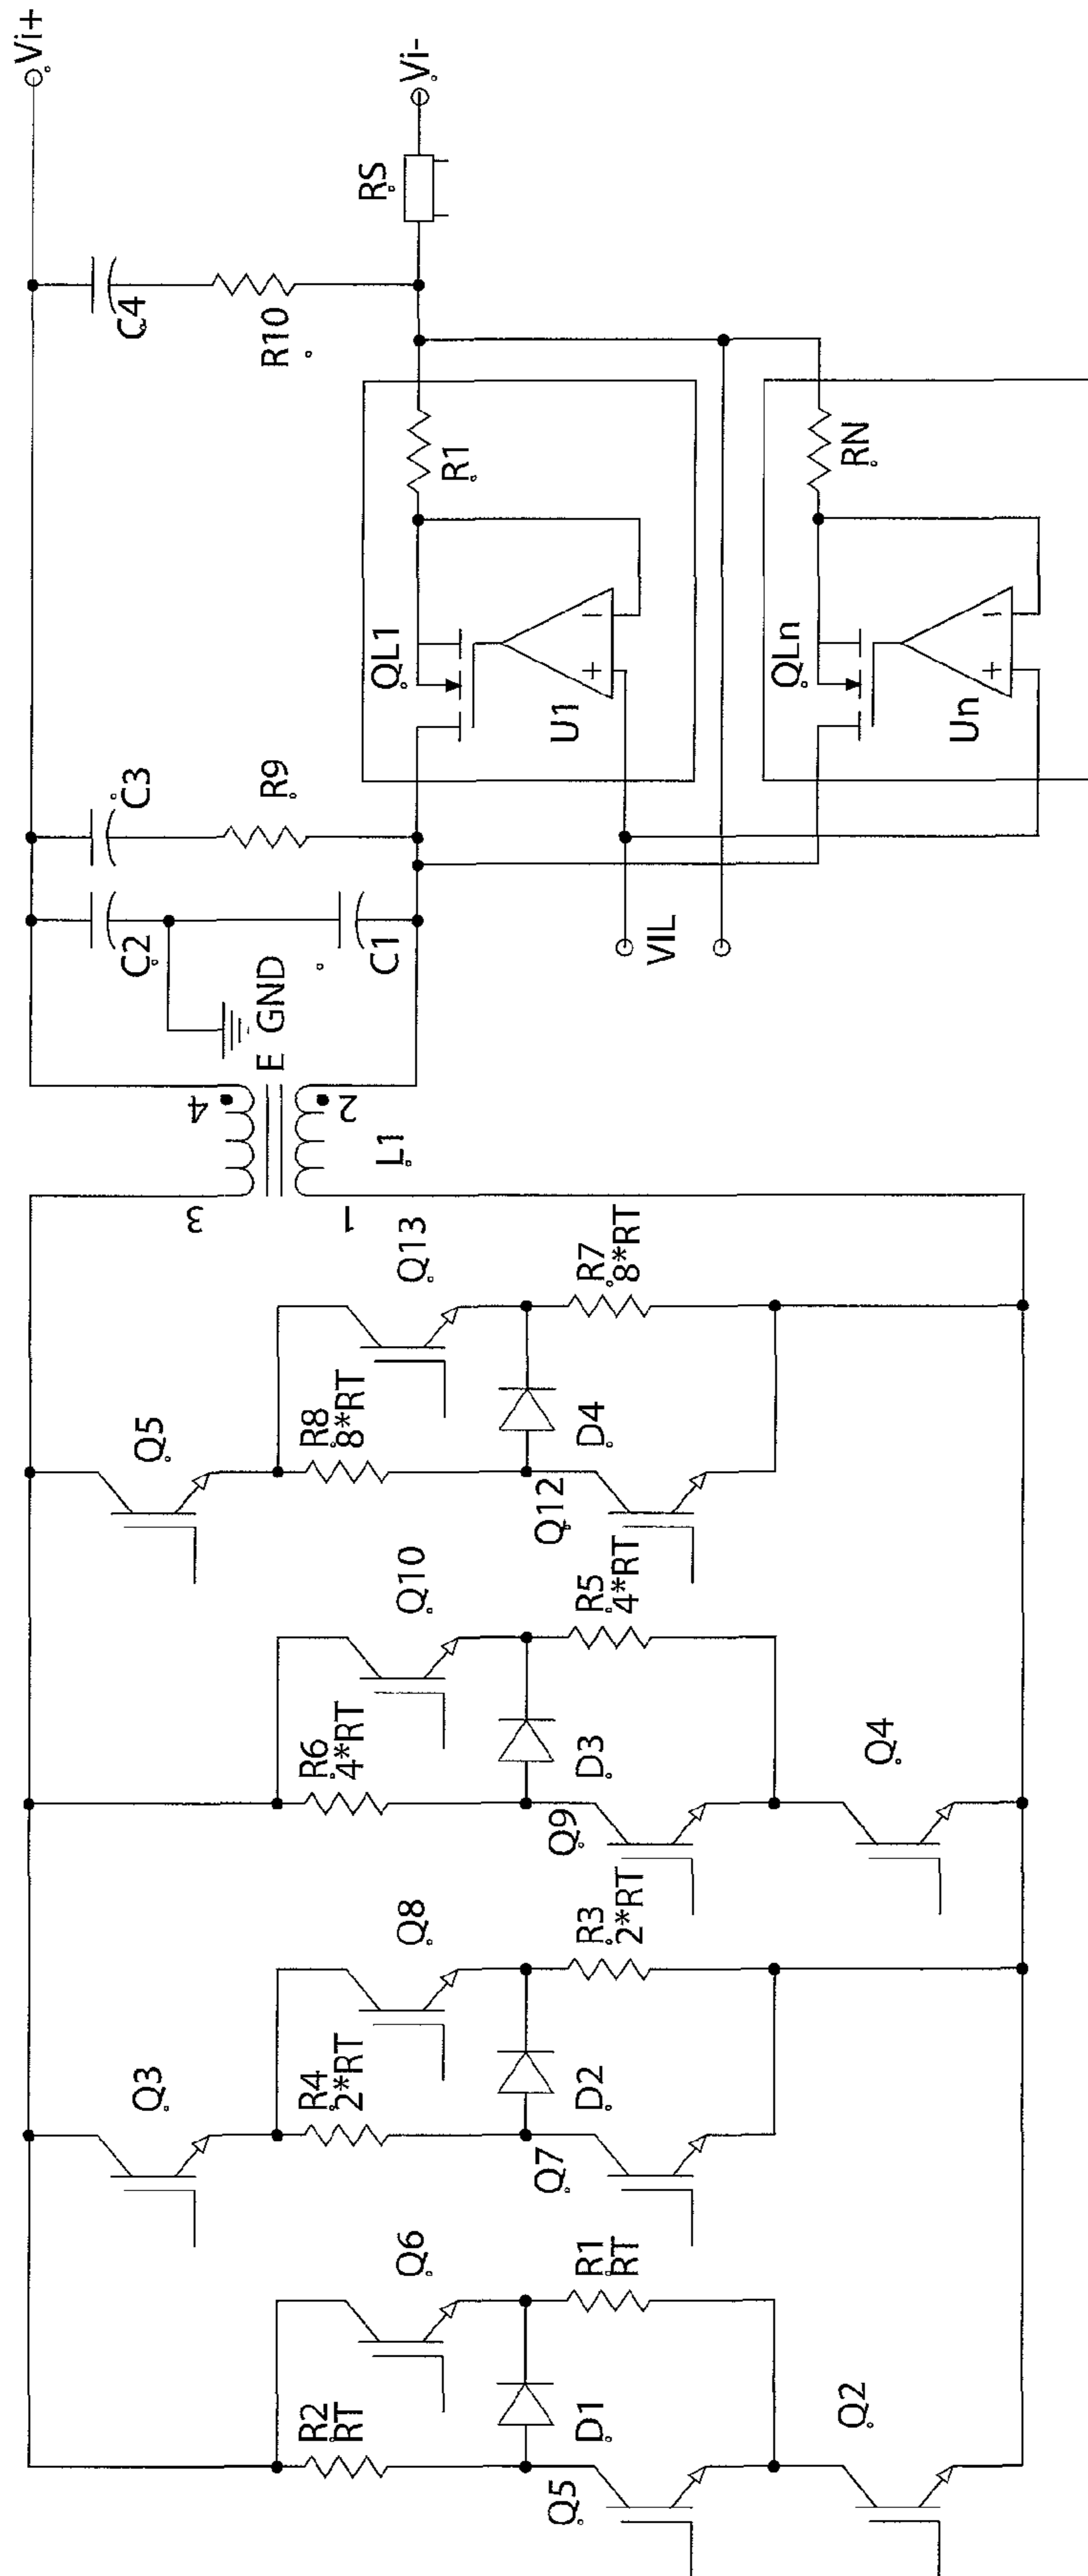 Vi+
Vi-
RS
C4
R10
R1
RN
QL1
QLn
U1
Un
+
+
C3
R9
C2
C1
VIL
E GND
4
2
3
1
L1
Q13
R7
8*RT
R8
8*RT
D4
Q5
Q12
Q10
R5
4*RT
R6
4*RT
D3
Q9
Q4
Q8
R3
2*RT
R4
2*RT
D2
Q3
Q7
Q6
R1
RT
R2
RT
D1
Q5
Q2